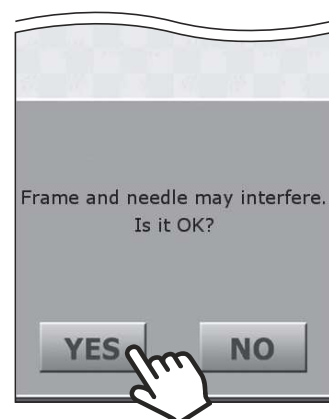 Frame and needle may interfere.
Is it OK?
YES
NO